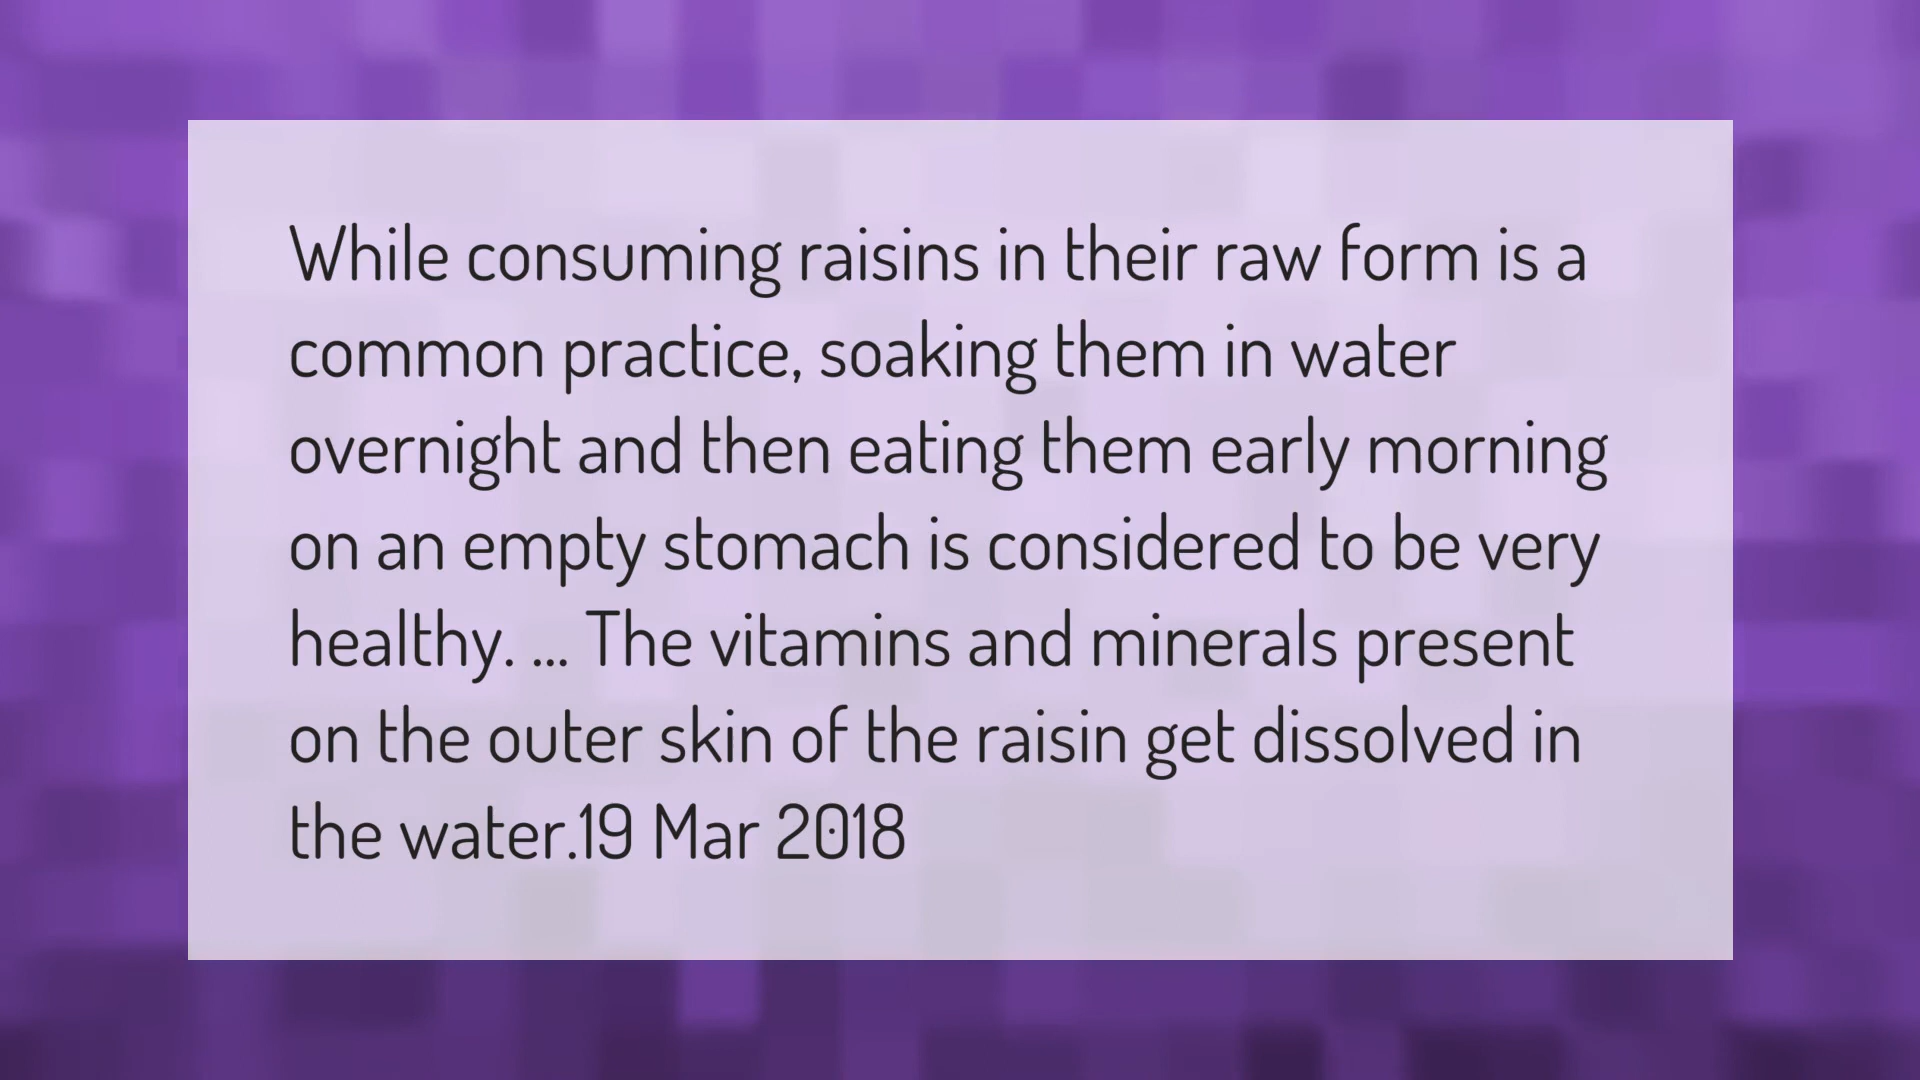 While consuming raisins in their raw form is a
common practice, soaking them in water
overnight and then eating them early morning
on an empty stomach is considered to be very
healthy. ... The vitamins and minerals present
on the outer skin of the raisin get dissolved in
the water.19 Mar 2018